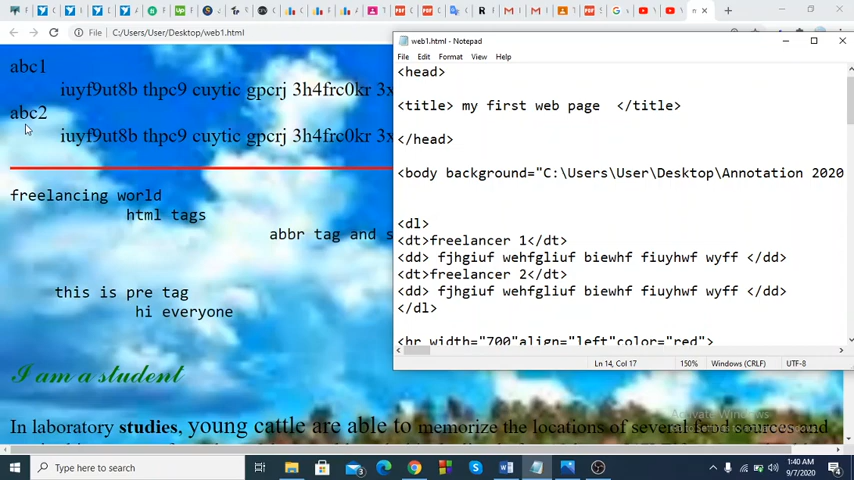 File
C:/Users/User/Desktop/web1.html
abc1
iuyf9ut8b thpc9 cuytic gpcrj 3h4frc0kr
abc2
iuyf9ut8b thpc9 cuytic gpcrj 3h4frc0kr
freelancing world
html tags
abbr tag and
this is pre tag
hi everyone
I am a student
In laboratory studies, young cattle are able to memorize the locations of several food sources and
web1.html - Notepad
File Edit Format View Help
<head>
<title> my first web page </title>
</head>
<body background="C:\Users\User\Desktop\Annotation 2020
<dl>
<dt>freelancer 1</dt>
<dd> fjhgiuf wehfgliuf biewhf fiuyhwf wyff </dd>
<dt>freelancer 2</dt>
<dd> fjhgiuf wehfgliuf biewhf fiuyhwf wyff </dd>
</dl>
<hr width="700"align="left"color="red">
Ln 14, Col 17 150% Windows (CRLF) UTF-8
Activate Windows
Type here to search
1:40 AM
9/7/2020